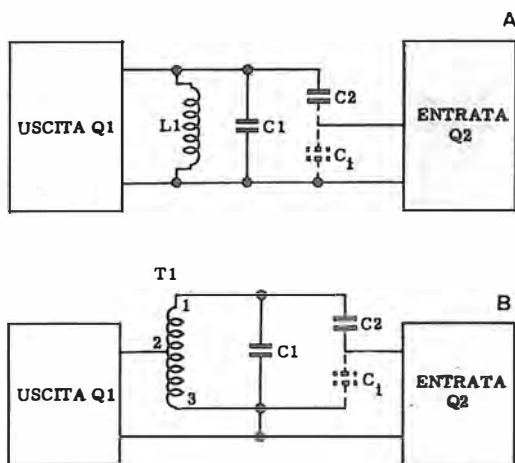 A
USCITA Q1
L1
C1
C2
Ci
ENTRATA
Q2
T1
B
1
2
3
USCITA Q1
C1
C2
Ci
ENTRATA
Q2